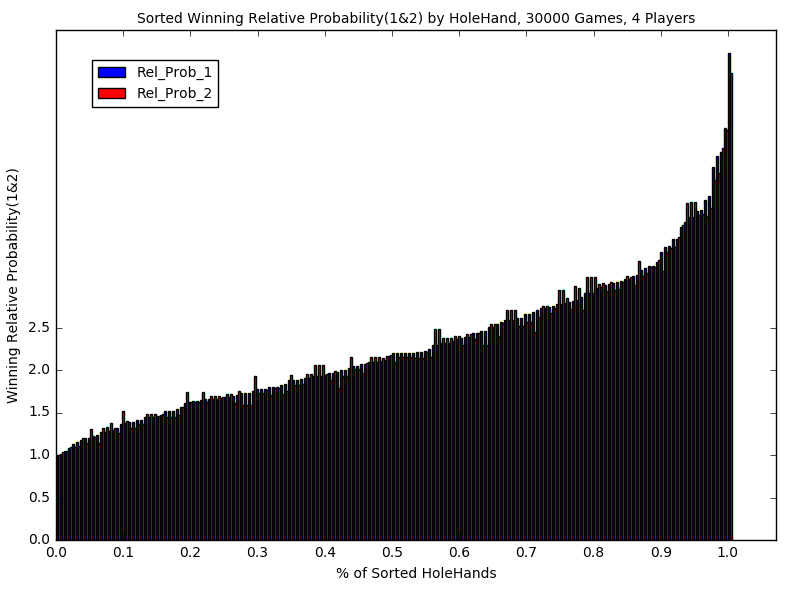 Sorted Winning Relative Probability(1&2) by HoleHand, 30000 Games, 4 Players
Rel_Prob_1
Rel_Prob_2
Winning Relative Probability(1&2)
2.5
2.0
1.5
1.0
0.5
0.0
0.0 0.1 0.2 0.3 0.4 0.5 0.6 0.7 0.8 0.9 1.0
% of Sorted HoleHands